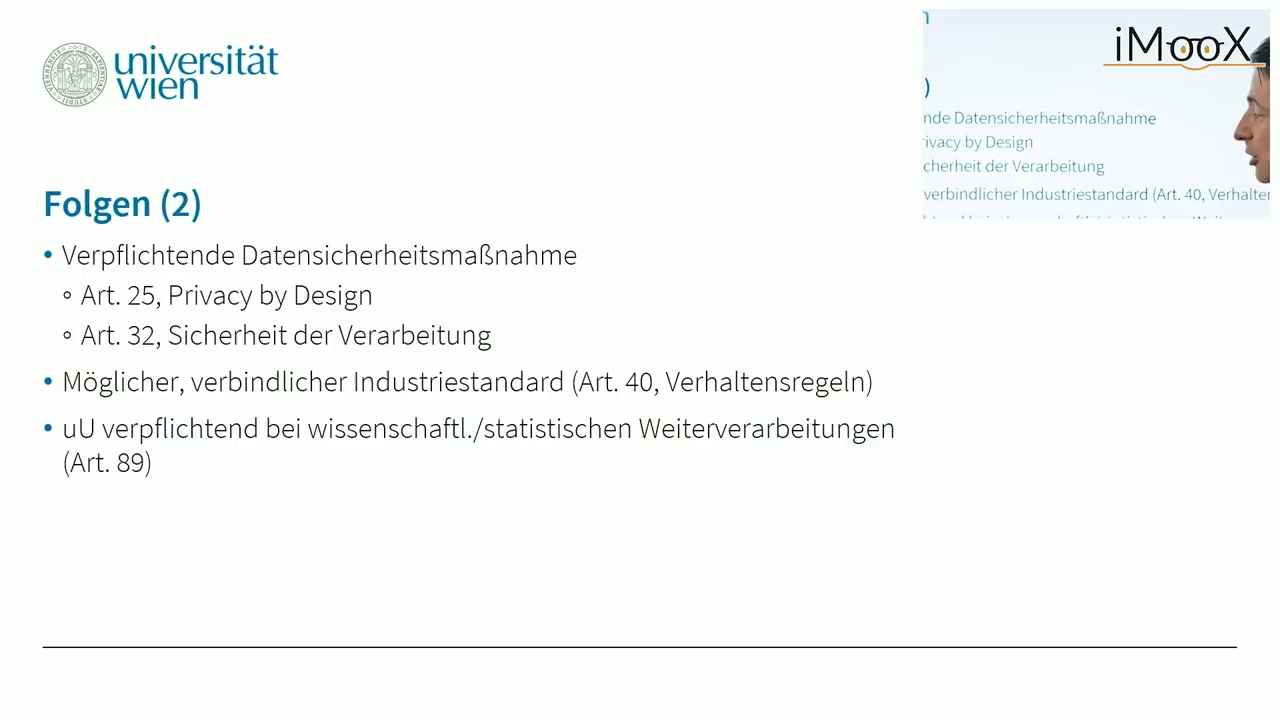 universität
wien
Folgen (2)
• Verpflichtende Datensicherheitsmaßnahme
◦ Art. 25, Privacy by Design
◦ Art. 32, Sicherheit der Verarbeitung
• Möglicher, verbindlicher Industriestandard (Art. 40, Verhaltensregeln)
• uU verpflichtend bei wissenschaftl./statistischen Weiterverarbeitungen
(Art. 89)
iMooX
)
nde Datensicherheitsmaßnahme
rivacy by Design
cherheit der Verarbeitung
verbindlicher Industriestandard (Art. 40, Verhalten